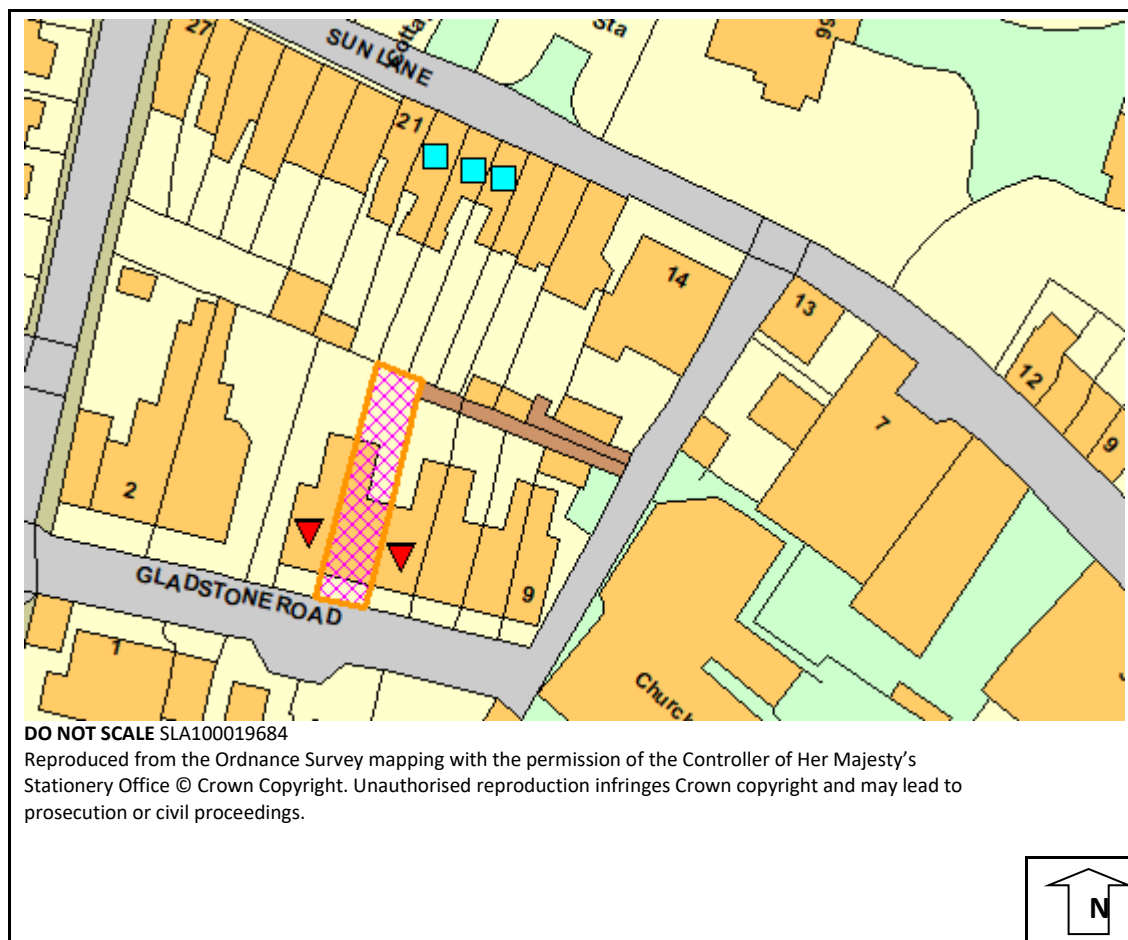 Sta
99
27
SUN LANE
21
14
13
12
9
7
2
GLADSTONE ROAD
9
1
Church
DO NOT SCALE SLA100019684
Reproduced from the Ordnance Survey mapping with the permission of the Controller of Her Majesty's
Stationery Office © Crown Copyright. Unauthorised reproduction infringes Crown copyright and may lead to
prosecution or civil proceedings.
N